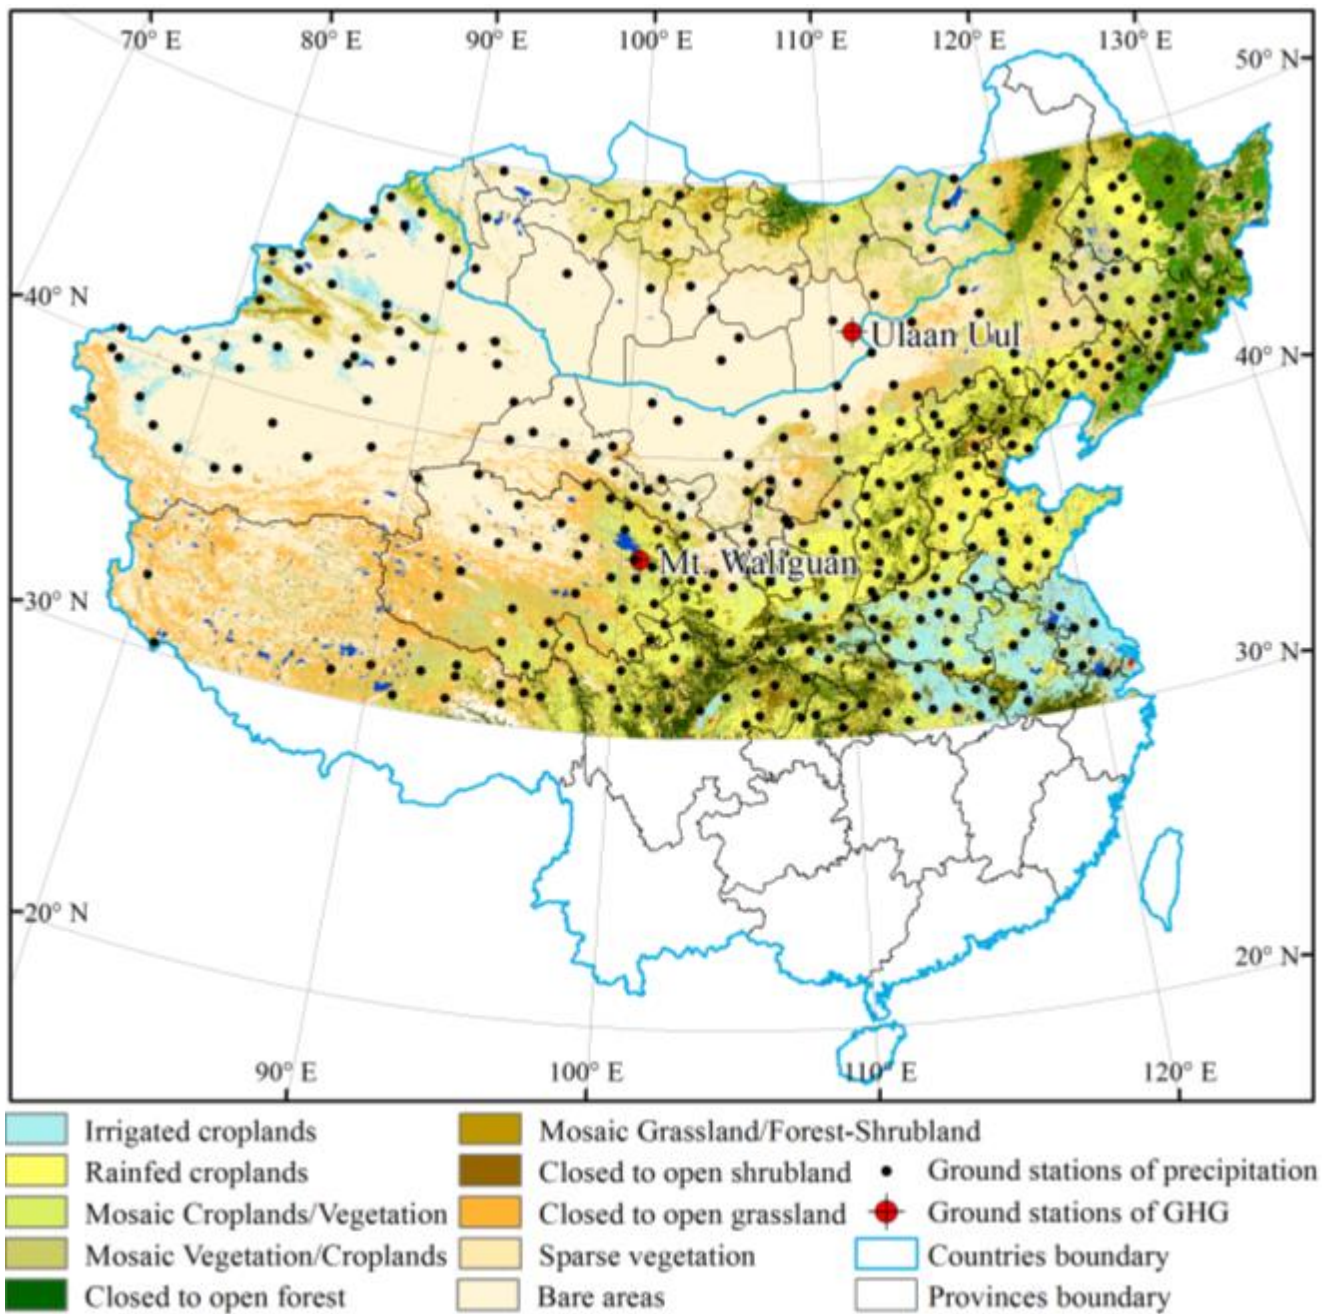 70° E 80° E 90° E 100° E 110° E 120° E 130° E
50° N
40° N
Ulaan Uul
40° N
Mt. Waliguan
30° N
30° N
20° N
20° N
90° E 100° E 110° E 120° E
Irrigated croplands
Rainfed croplands
Mosaic Croplands/Vegetation
Mosaic Vegetation/Croplands
Closed to open forest
Mosaic Grassland/Forest-Shrubland
Closed to open shrubland
Closed to open grassland
Sparse vegetation
Bare areas
Ground stations of precipitation
Ground stations of GHG
Countries boundary
Provinces boundary